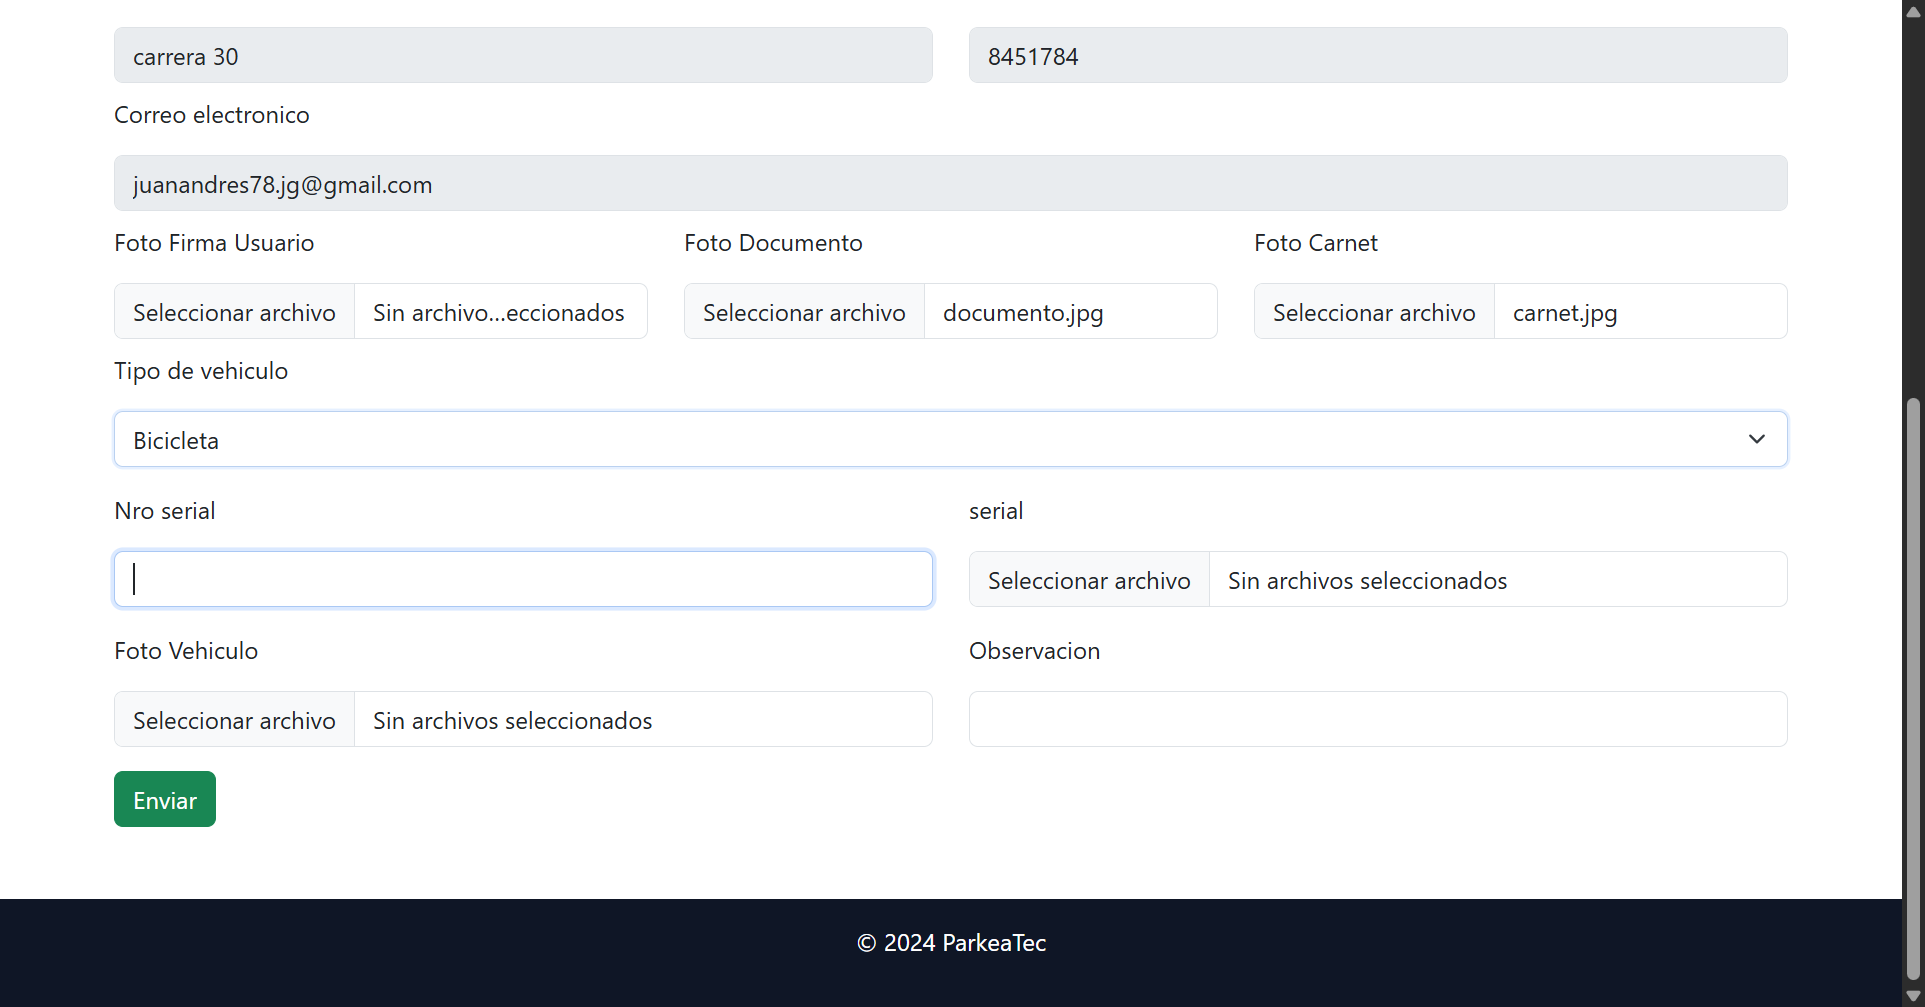 carrera 30
8451784
Correo electronico
juanandres78.jg@gmail.com
Foto Firma Usuario
Foto Documento
Foto Carnet
Seleccionar archivo Sin archivo...eccionados
Seleccionar archivo documento.jpg
Seleccionar archivo carnet.jpg
Tipo de vehiculo
Bicicleta
Nro serial
serial
Seleccionar archivo Sin archivos seleccionados
Foto Vehiculo
Observacion
Seleccionar archivo Sin archivos seleccionados
Enviar
© 2024 ParkeaTec